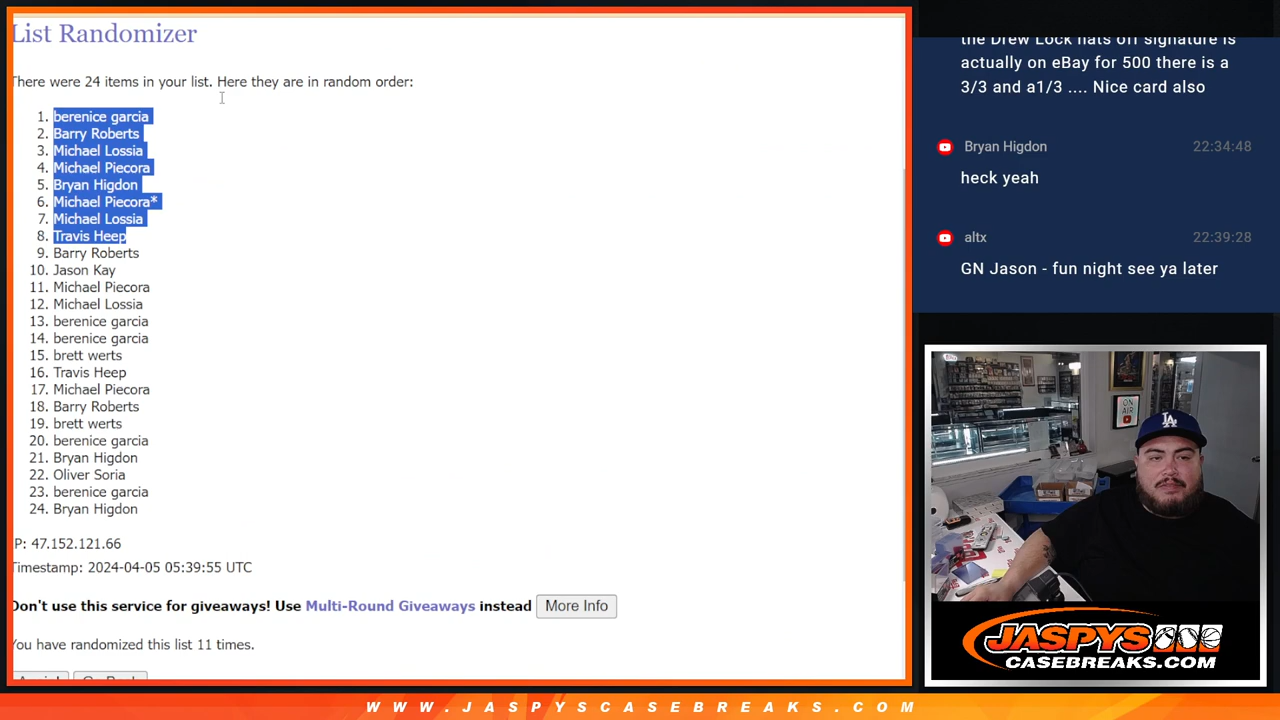 List Randomizer
There were 24 items in your list. Here they are in random order:
1. berenice garcia
2. Barry Roberts
3. Michael Lossia
4. Michael Piecora
5. Bryan Higdon
6. Michael Piecora*
7. Michael Lossia
8. Travis Heep
9. Barry Roberts
10. Jason Kay
11. Michael Piecora
12. Michael Lossia
13. berenice garcia
14. berenice garcia
15. brett werts
16. Travis Heep
17. Michael Piecora
18. Barry Roberts
19. brett werts
20. berenice garcia
21. Bryan Higdon
22. Oliver Soria
23. berenice garcia
24. Bryan Higdon
IP: 47.152.121.66
Timestamp: 2024-04-05 05:39:55 UTC
Don't use this service for giveaways! Use Multi-Round Giveaways instead More Info
You have randomized this list 11 times.
the Drew Lock hats off signature is
actually on eBay for 500 there is a
3/3 and a1/3 .... Nice card also
Bryan Higdon 22:34:48
heck yeah
altx 22:39:28
GN Jason - fun night see ya later
ON
AIR
LA
JASPYS
CASEBREAKS.COM
WWW.JASPYSCASEBREAKS.COM